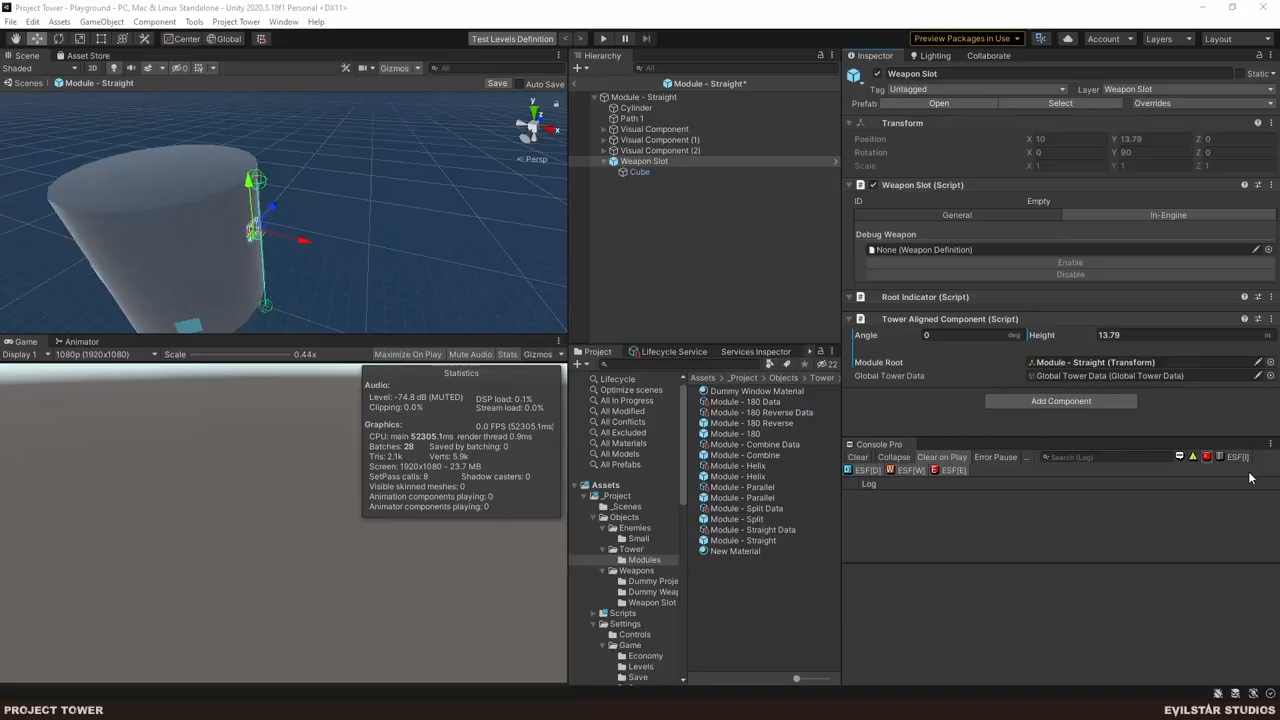 Project Tower - Playground - PC, Mac & Linux Standalone - Unity 2020.3.18f1 Personal <DX11>
File Edit Assets GameObject Component Tools Project Tower Window Help
Center Global Test Levels Definition Preview Packages in Use Account Layers Layout
Scene Asset Store
Shaded 2D 0 Gizmos All
Scenes Module - Straight Save Auto Save
y
z
x
Persp
Hierarchy
All
Module - Straight*
Module - Straight
Cylinder
Path 1
Visual Component
Visual Component (1)
Visual Component (2)
Weapon Slot
Cube
Inspector Lighting Collaborate
Weapon Slot Static
Tag Untagged Layer Weapon Slot
Prefab Open Select Overrides
Transform
Position X 10 Y 13.79 Z 0
Rotation X 0 Y 90 Z 0
Scale X 1 Y 1 Z 1
Weapon Slot (Script)
ID Empty
General In-Engine
Debug Weapon
None (Weapon Definition)
Enable
Disable
Root Indicator (Script)
Tower Aligned Component (Script)
Angle 0 deg Height 13.79 m
Module Root Module - Straight (Transform)
Global Tower Data Global Tower Data (Global Tower Data)
Add Component
Game Animator
Display 1 1080p (1920x1080) Scale 0.44x Maximize On Play Mute Audio Stats Gizmos
Statistics
Audio:
Level: -74.8 dB (MUTED) DSP load: 0.1%
Clipping: 0.0% Stream load: 0.0%
Graphics: 0.0 FPS (52305.1ms)
CPU: main 52305.1ms render thread 0.9ms
Batches: 28 Saved by batching: 0
Tris: 2.1k Verts: 5.9k
Screen: 1920x1080 - 23.7 MB
SetPass calls: 8 Shadow casters: 0
Visible skinned meshes: 0
Animation components playing: 0
Animator components playing: 0
Project Lifecycle Service Services Inspector
22
Lifecycle
Optimize scenes
All In Progress
All Modified
All Conflicts
All Excluded
All Materials
All Models
All Prefabs
Assets
_Project
_Scenes
Objects
Enemies
Small
Tower
Modules
Weapons
Dummy Proje
Dummy Weap
Weapon Slot
Scripts
Settings
Controls
Game
Economy
Levels
Save
Assets _Project Objects Tower
Dummy Window Material
Module - 180 Data
Module - 180 Reverse Data
Module - 180 Reverse
Module - 180
Module - Combine Data
Module - Combine
Module - Helix
Module - Helix
Module - Parallel
Module - Parallel
Module - Split Data
Module - Split
Module - Straight Data
Module - Straight
New Material
Console Pro
Clear Collapse Clear on Play Error Pause ... Search (Log) ESF[I]
ESF[D] ESF[W] ESF[E]
Log
PROJECT TOWER EVILSTAR STUDIOS